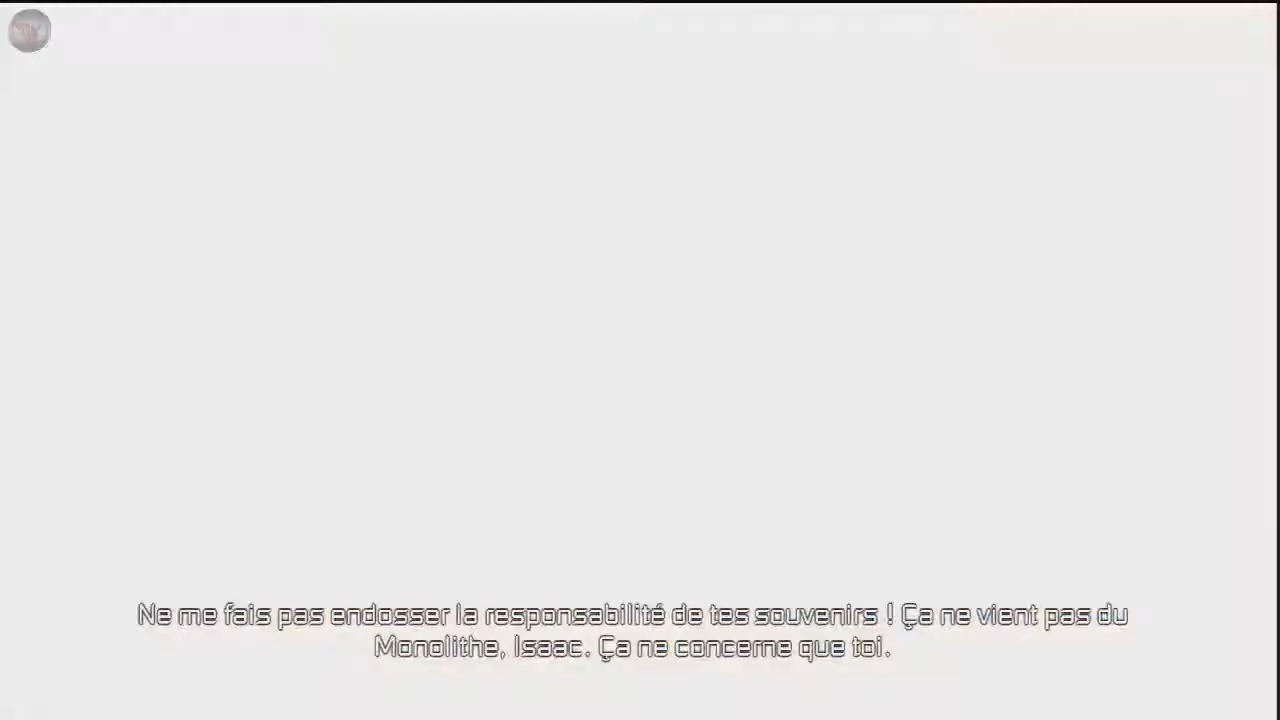 Ne me fais pas endosser la responsabilité de tes souvenirs ! Ça ne vient pas du
Monolithe, Isaac. Ça ne concerne que toi.